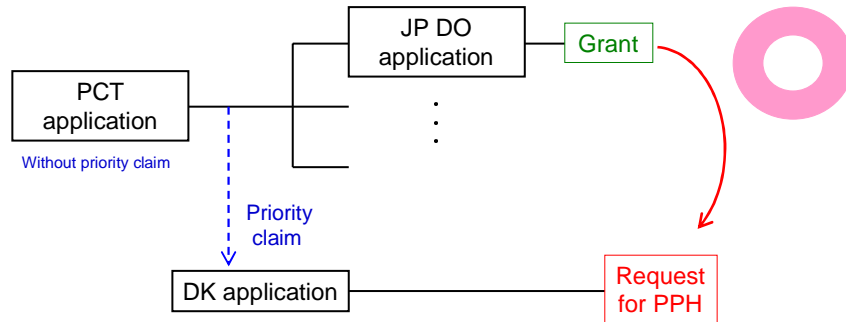 JP DO
application
Grant
PCT
application
Without priority claim
Priority
claim
DK application
Request
for PPH